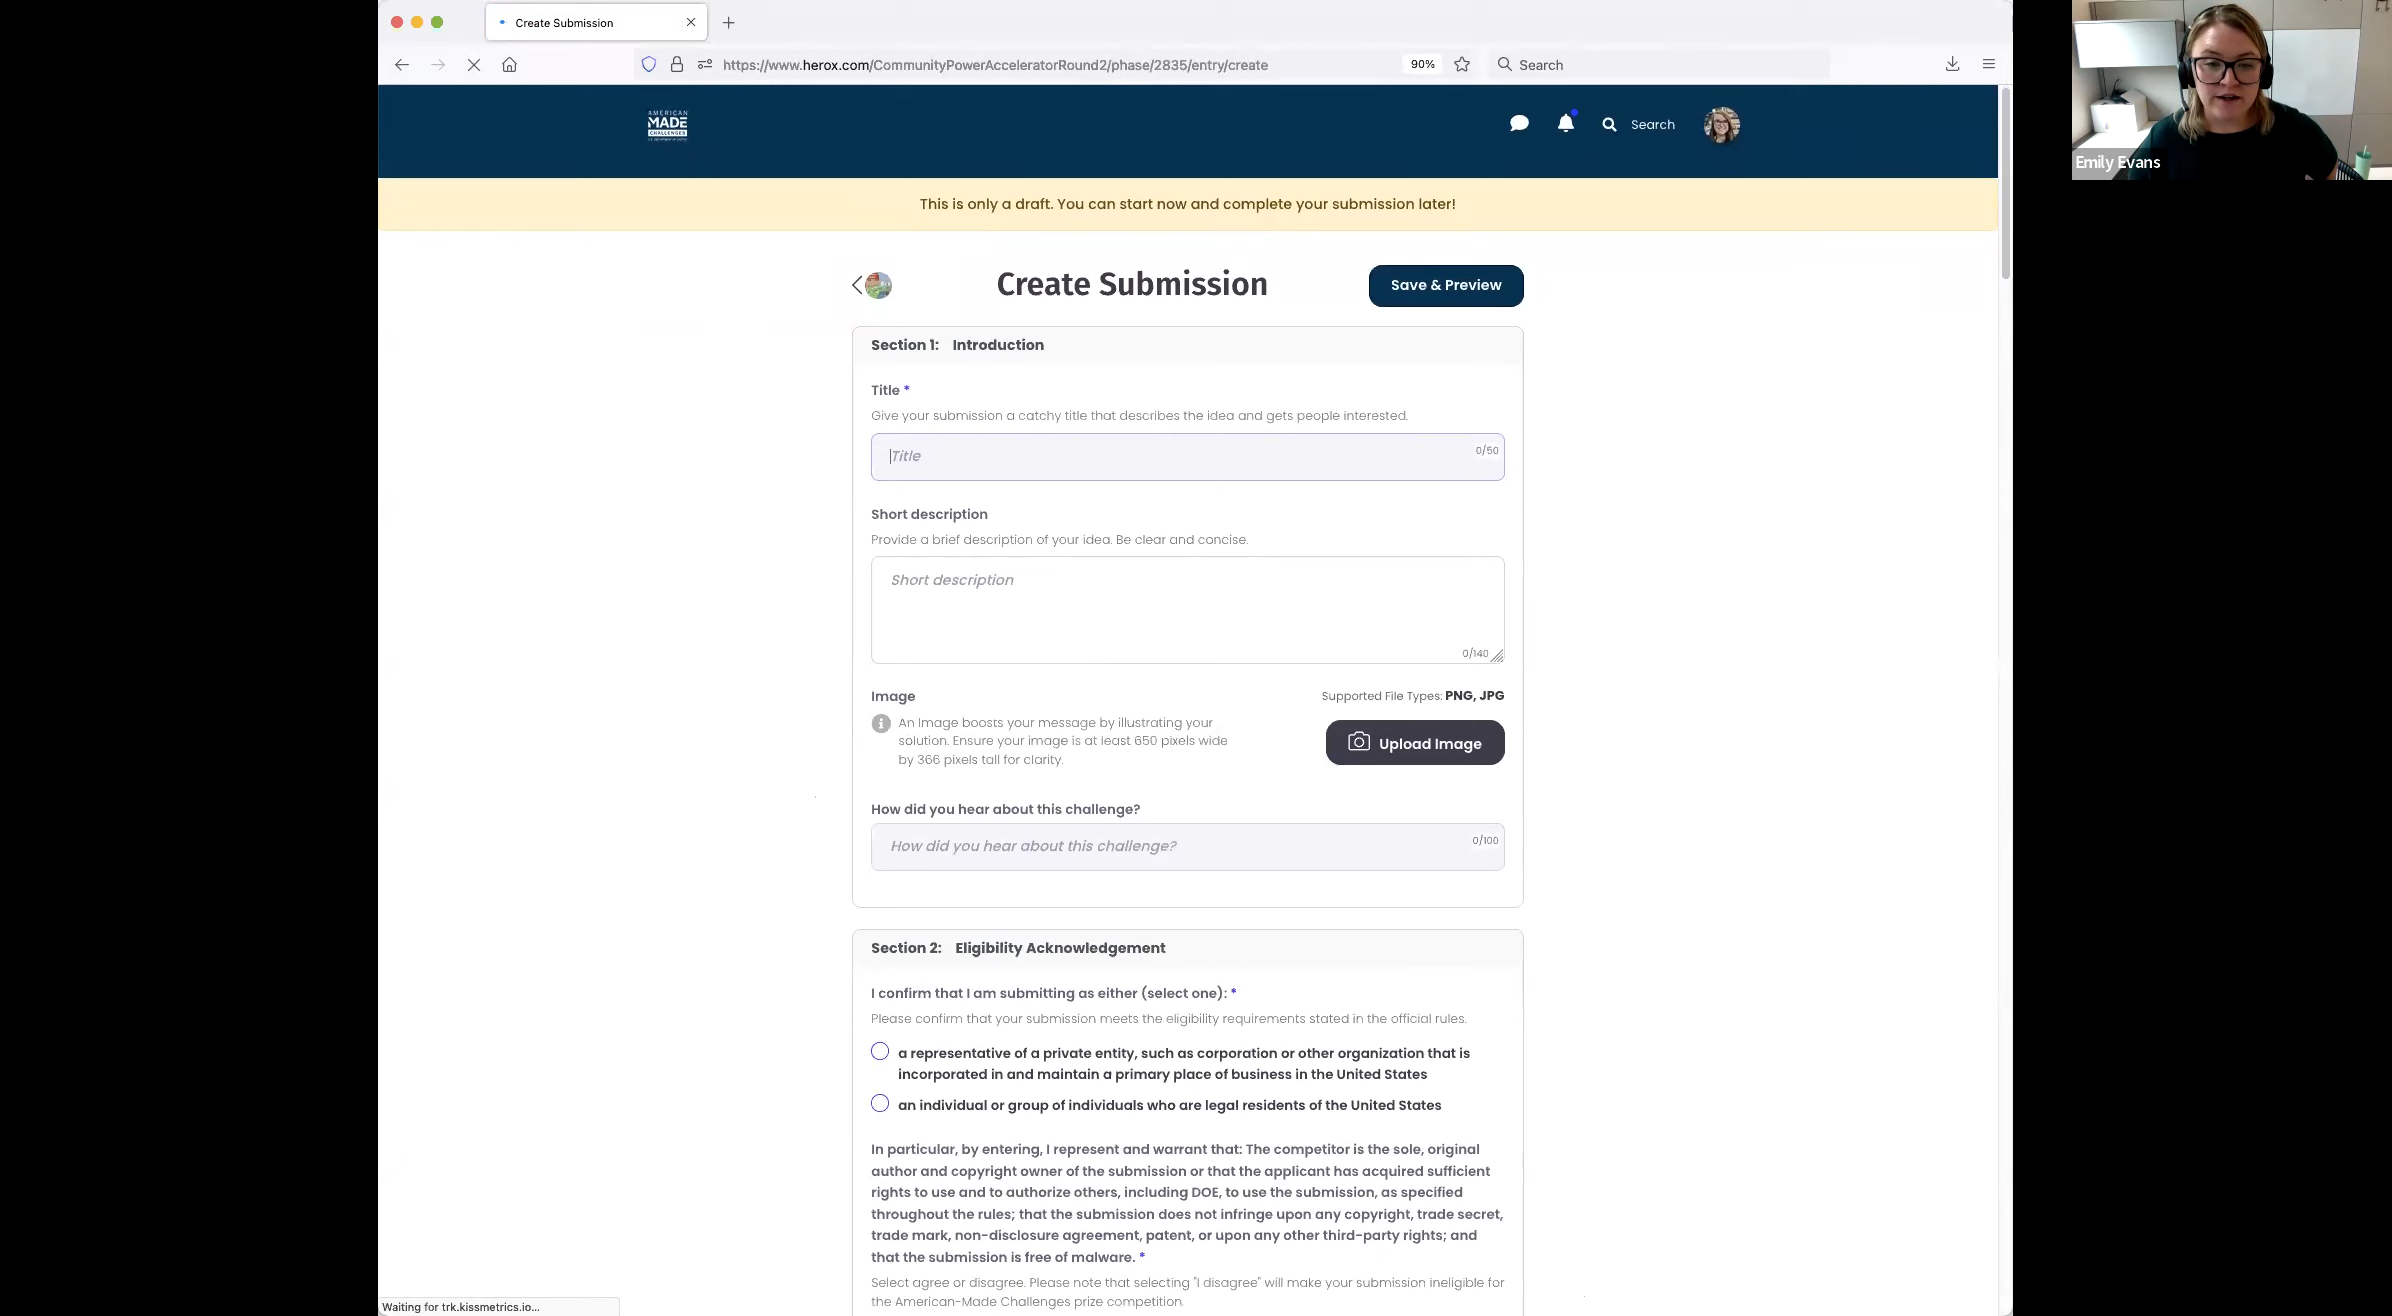 Create Submission
https://www.herox.com/CommunityPowerAcceleratorRound2/phase/2835/entry/create
90%
Search
AMERICAN
MADE
CHALLENGES
Search
Emily Evans
This is only a draft. You can start now and complete your submission later!
Create Submission
Save & Preview
Section 1: Introduction
Title *
Give your submission a catchy title that describes the idea and gets people interested.
Title
0/50
Short description
Provide a brief description of your idea. Be clear and concise.
Short description
0/140
Image
Supported File Types: PNG, JPG
An Image boosts your message by illustrating your
solution. Ensure your image is at least 650 pixels wide
by 366 pixels tall for clarity.
Upload Image
How did you hear about this challenge?
How did you hear about this challenge?
0/100
Section 2: Eligibility Acknowledgement
I confirm that I am submitting as either (select one): *
Please confirm that your submission meets the eligibility requirements stated in the official rules.
a representative of a private entity, such as corporation or other organization that is
incorporated in and maintain a primary place of business in the United States
an individual or group of individuals who are legal residents of the United States
In particular, by entering, I represent and warrant that: The competitor is the sole, original
author and copyright owner of the submission or that the applicant has acquired sufficient
rights to use and to authorize others, including DOE, to use the submission, as specified
throughout the rules; that the submission does not infringe upon any copyright, trade secret,
trade mark, non-disclosure agreement, patent, or upon any other third-party rights; and
that the submission is free of malware. *
Select agree or disagree. Please note that selecting "I disagree" will make your submission ineligible for
the American-Made Challenges prize competition.
Waiting for trk.kissmetrics.io...